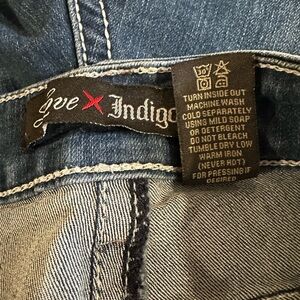 Indigo
TURN INSIDE OUT
MACHINE WASH
COLD SEPARATELY
USING MILD SOAP
OR DETERGENT
DO NOT BLEACH
TUMBLE DRY LOW
WARM IRON
(NEVER HOT)
FOR PRESSING IF
DESIRED